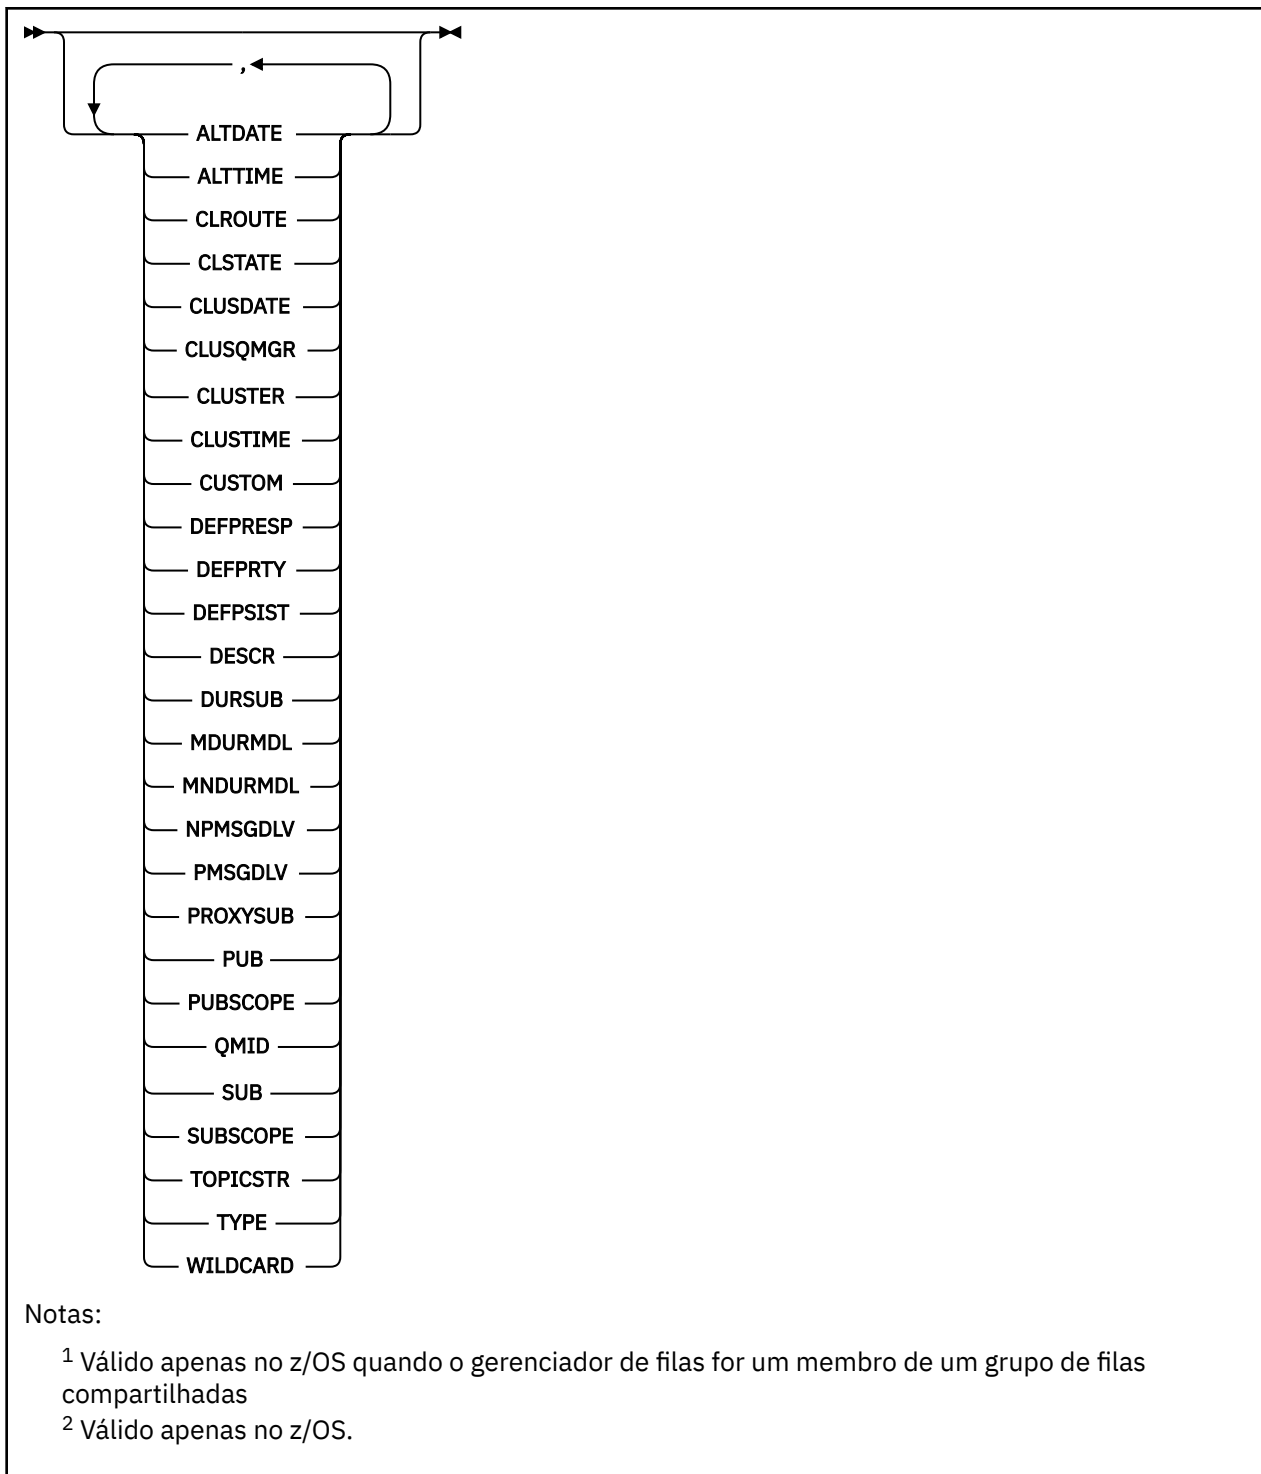 ,
ALTDATE
ALTTIME
CLROUTE
CLSTATE
CLUSDATE
CLUSQMGR
CLUSTER
CLUSTIME
CUSTOM
DEFPRESP
DEFPRTY
DEFPSIST
DESCR
DURSUB
MDURMDL
MNDURMDL
NPMSGDLV
PMSGDLV
PROXYSUB
PUB
PUBSCOPE
QMID
SUB
SUBSCOPE
TOPICSTR
TYPE
WILDCARD
Notas:
1 Válido apenas no z/OS quando o gerenciador de filas for um membro de um grupo de filas
compartilhadas
2 Válido apenas no z/OS.